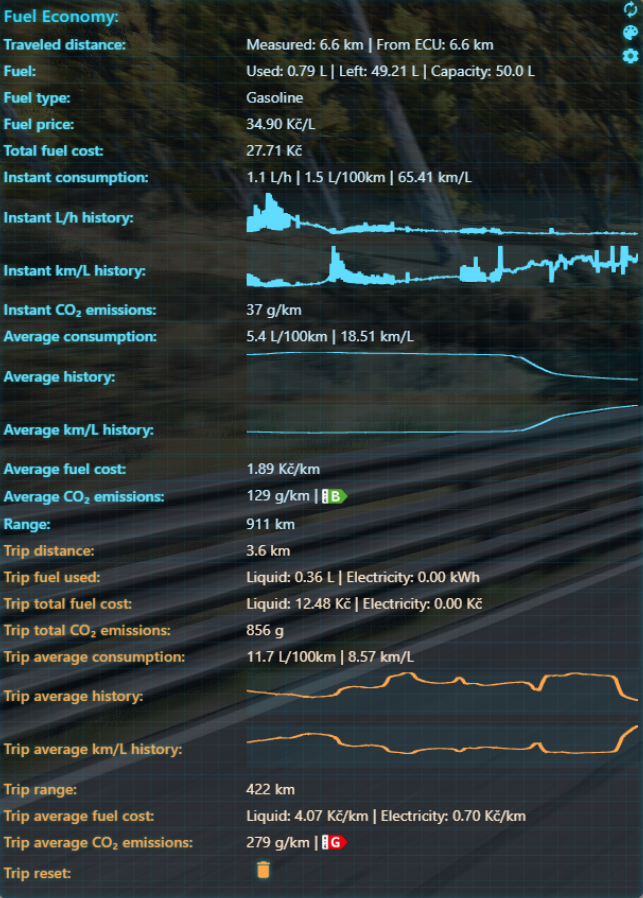 Fuel Economy:
Traveled distance: Measured: 6.6 km | From ECU: 6.6 km
Fuel: Used: 0.79 L | Left: 49.21 L | Capacity: 50.0 L
Fuel type: Gasoline
Fuel price: 34.90 Kč/L
Total fuel cost: 27.71 Kč
Instant consumption: 1.1 L/h | 1.5 L/100km | 65.41 km/L
Instant L/h history:
Instant km/L history:
Instant CO₂ emissions: 37 g/km
Average consumption: 5.4 L/100km | 18.51 km/L
Average history:
Average km/L history:
Average fuel cost: 1.89 Kč/km
Average CO₂ emissions: 129 g/km | B
Range: 911 km
Trip distance: 3.6 km
Trip fuel used: Liquid: 0.36 L | Electricity: 0.00 kWh
Trip total fuel cost: Liquid: 12.48 Kč | Electricity: 0.00 Kč
Trip total CO₂ emissions: 856 g
Trip average consumption: 11.7 L/100km | 8.57 km/L
Trip average history:
Trip average km/L history:
Trip range: 422 km
Trip average fuel cost: Liquid: 4.07 Kč/km | Electricity: 0.70 Kč/km
Trip average CO₂ emissions: 279 g/km | G
Trip reset: